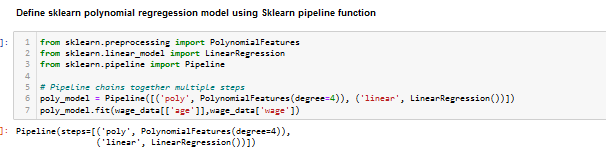 Define sklearn polynomial regregession model using Sklearn pipeline function
]: 1 from sklearn.preprocessing import PolynomialFeatures
2 from sklearn.linear_model import LinearRegression
3 from sklearn.pipeline import Pipeline
4
5 # Pipeline chains together multiple steps
6 poly_model = Pipeline([('poly', PolynomialFeatures(degree=4)), ('linear', LinearRegression())])
7 poly_model.fit(wage_data[['age']],wage_data['wage'])
]: Pipeline(steps=[('poly', PolynomialFeatures(degree=4)),
('linear', LinearRegression())])